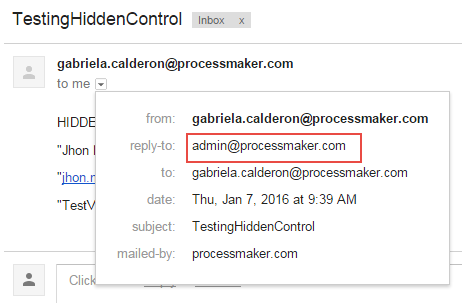 TestingHiddenControl Inbox x
gabriela.calderon@processmaker.com
to me
from: gabriela.calderon@processmaker.com
reply-to: admin@processmaker.com
to: gabriela.calderon@processmaker.com
date: Thu, Jan 7, 2016 at 9:39 AM
subject: TestingHiddenControl
mailed-by: processmaker.com
HIDDE
"Jhon
"jhon.
"TestV
Click